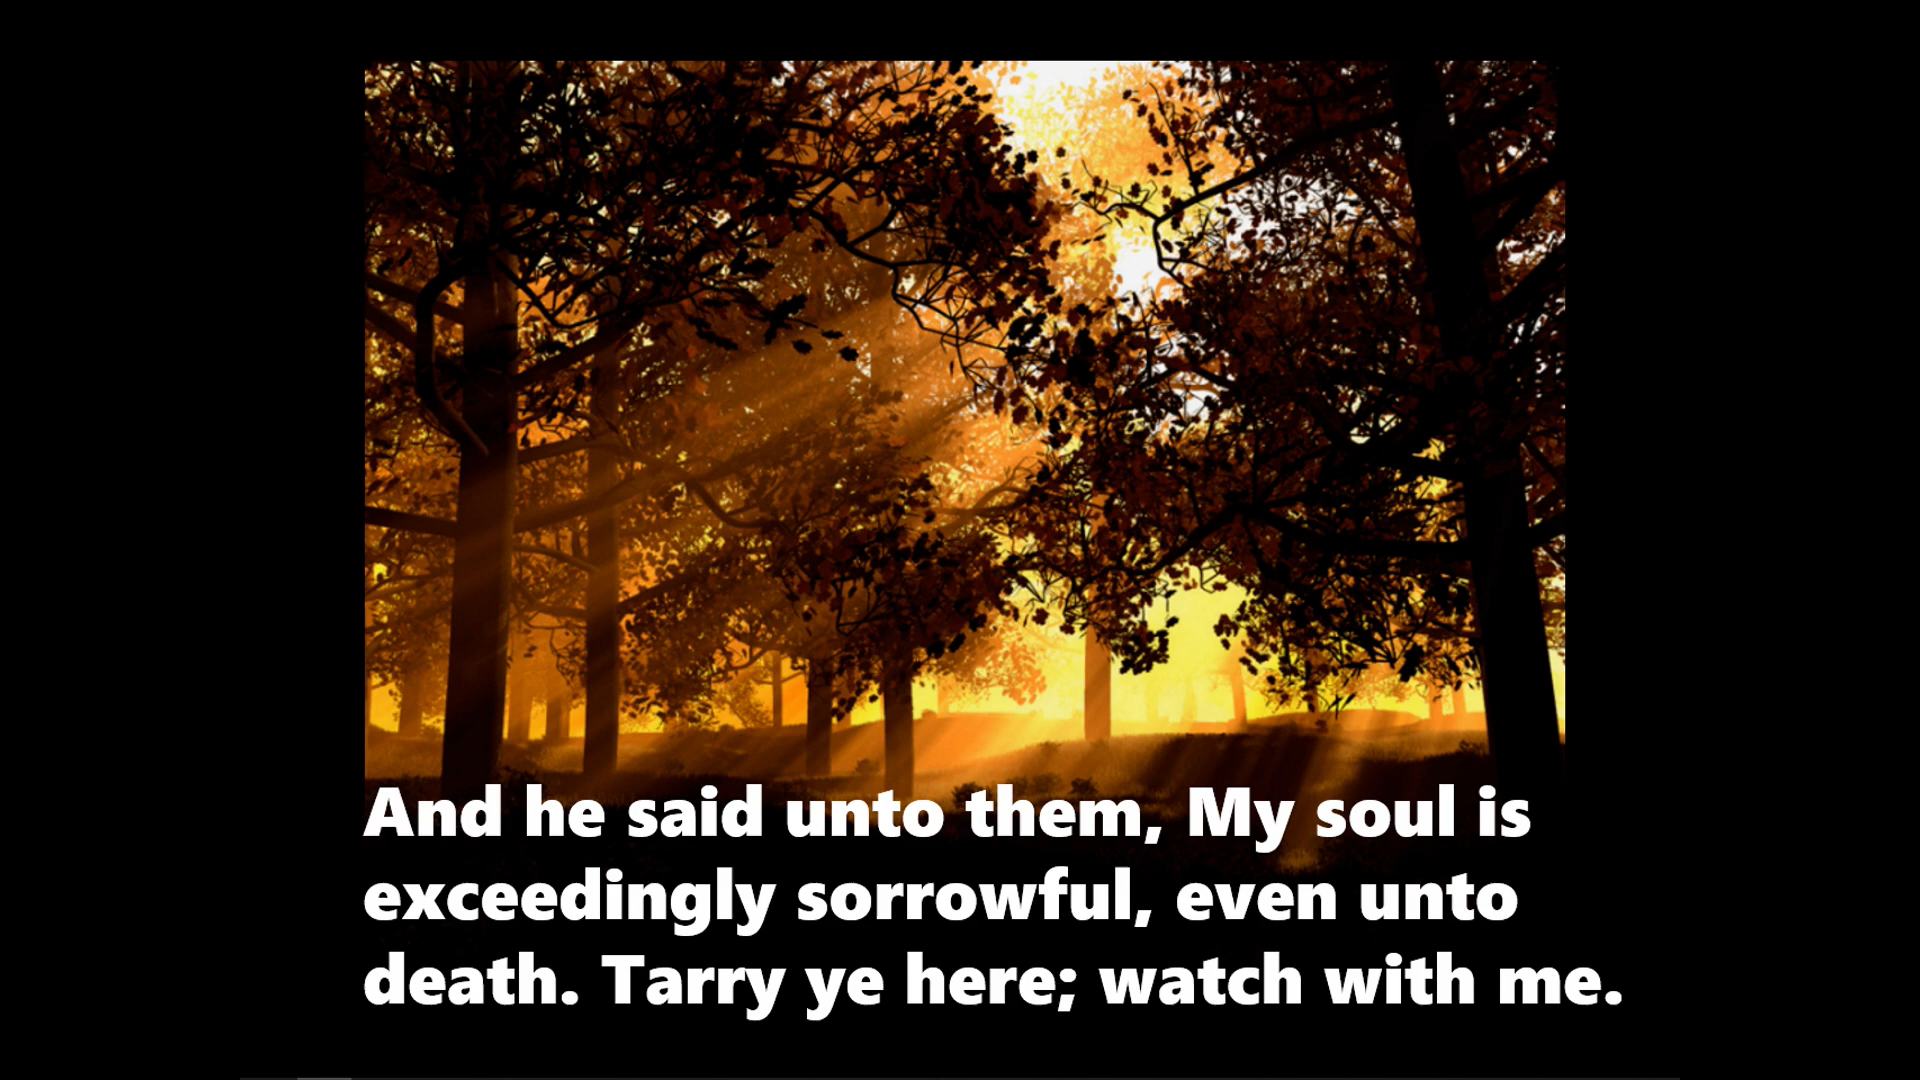 And he said unto them, My soul is
exceedingly sorrowful, even unto
death. Tarry ye here; watch with me.